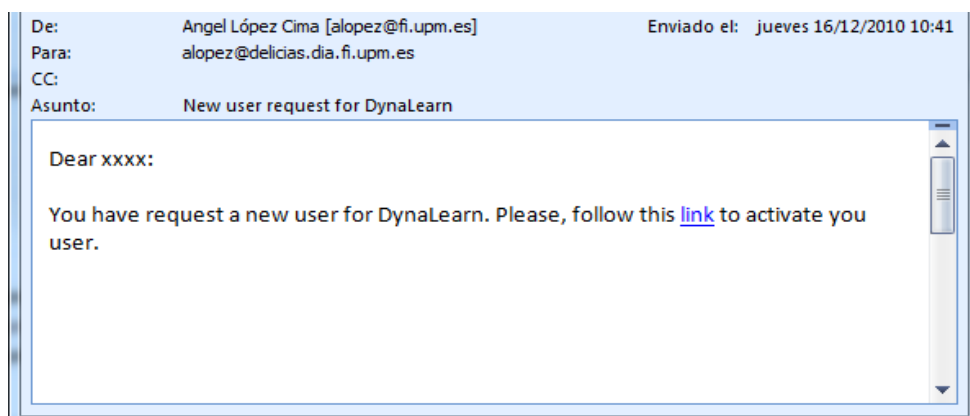 De: Angel López Cima [alopez@fi.upm.es] Enviado el: jueves 16/12/2010 10:41
Para: alopez@delicias.dia.fi.upm.es
CC:
Asunto: New user request for DynaLearn
Dear xxxx:
You have request a new user for DynaLearn. Please, follow this link to activate you
user.